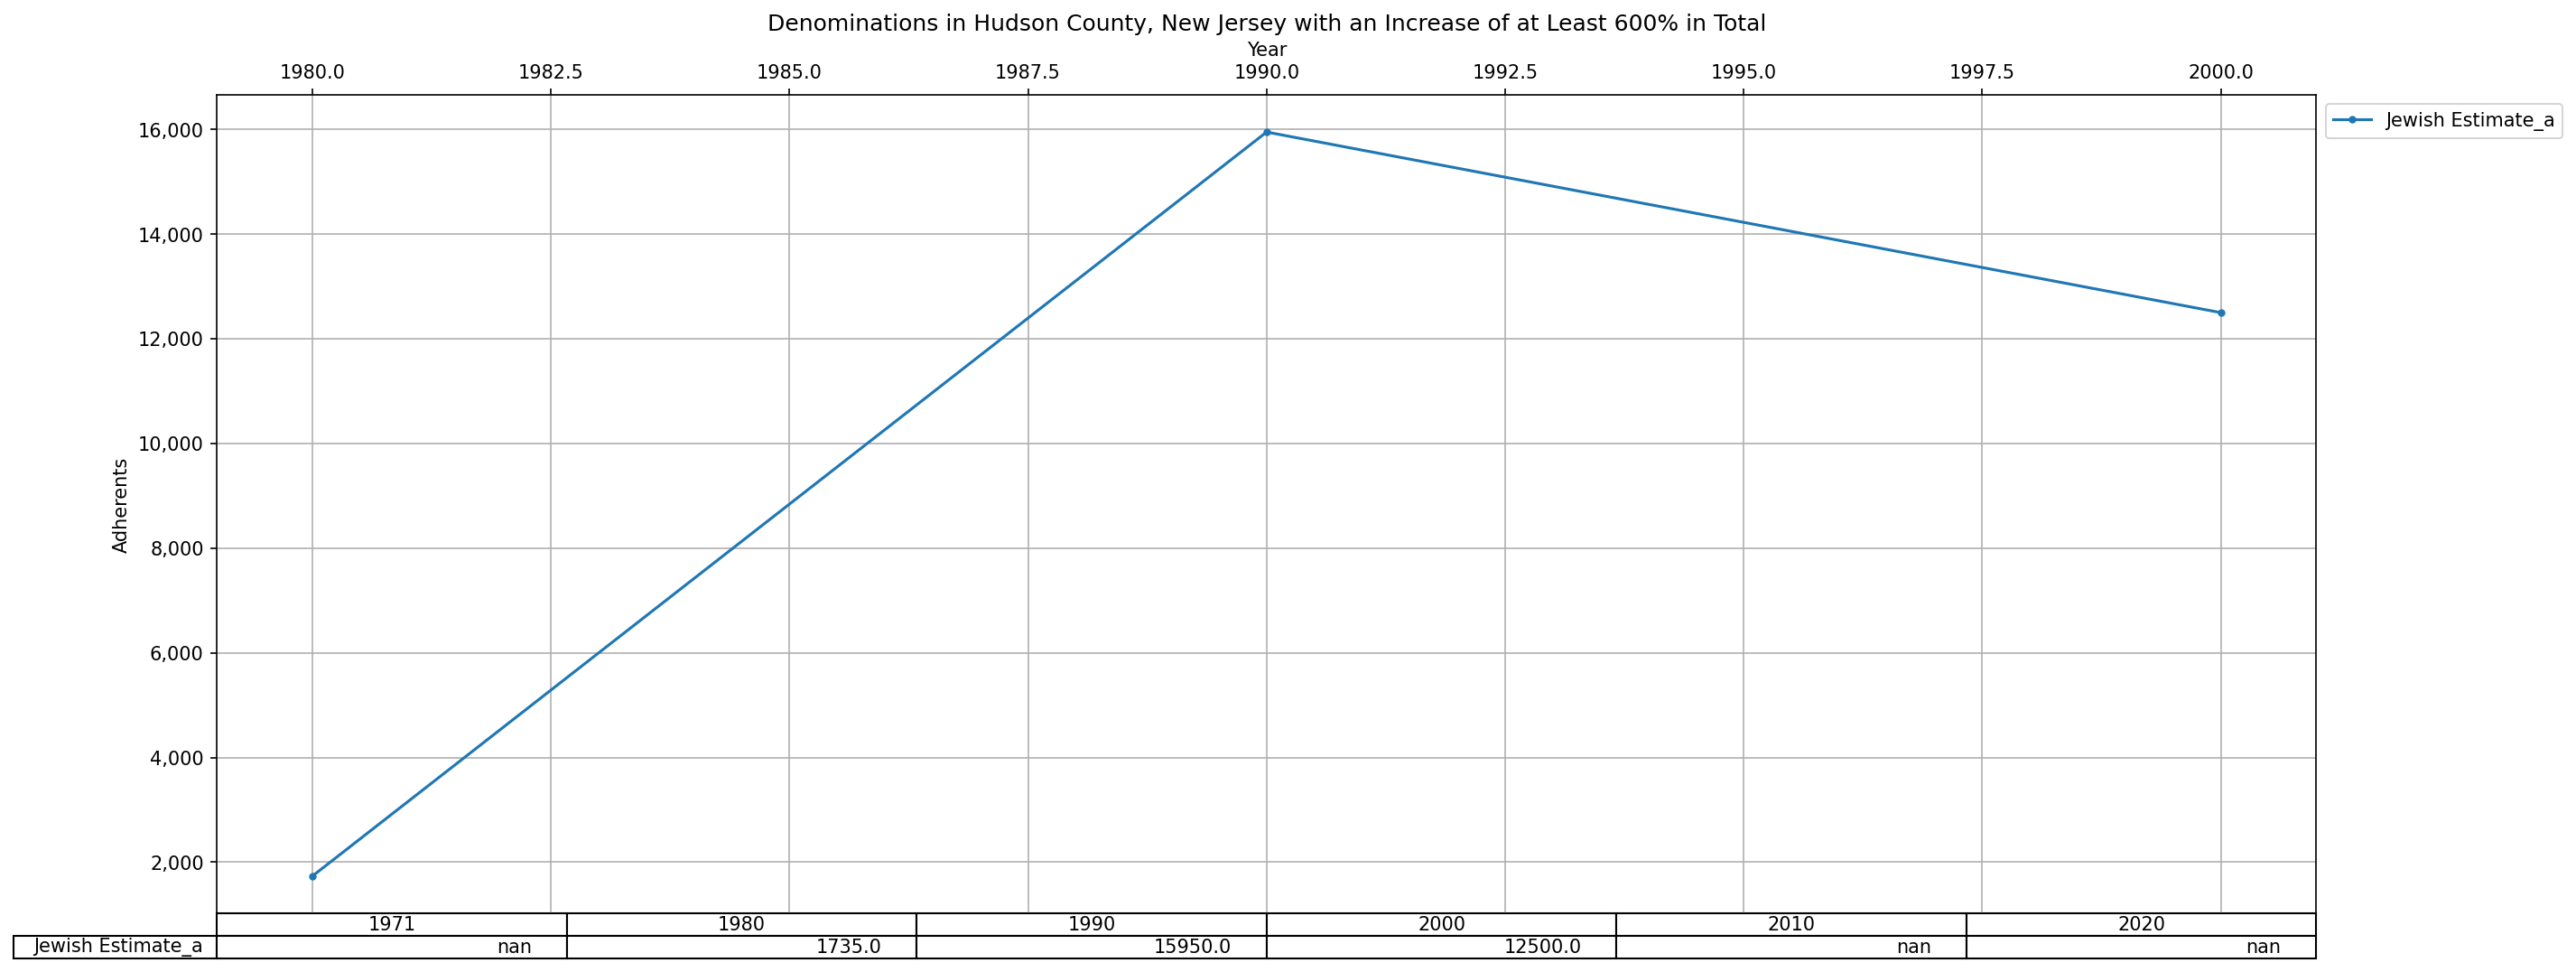 Denominations in Hudson County, New Jersey with an Increase of at Least 600% in Total
Year
1980.0 1982.5 1985.0 1987.5 1990.0 1992.5 1995.0 1997.5 2000.0
Jewish Estimate_a
16,000
14,000
12,000
10,000
8,000
6,000
4,000
2,000
Adherents
1971 1980 1990 2000 2010 2020
Jewish Estimate_a nan 1735.0 15950.0 12500.0 nan nan